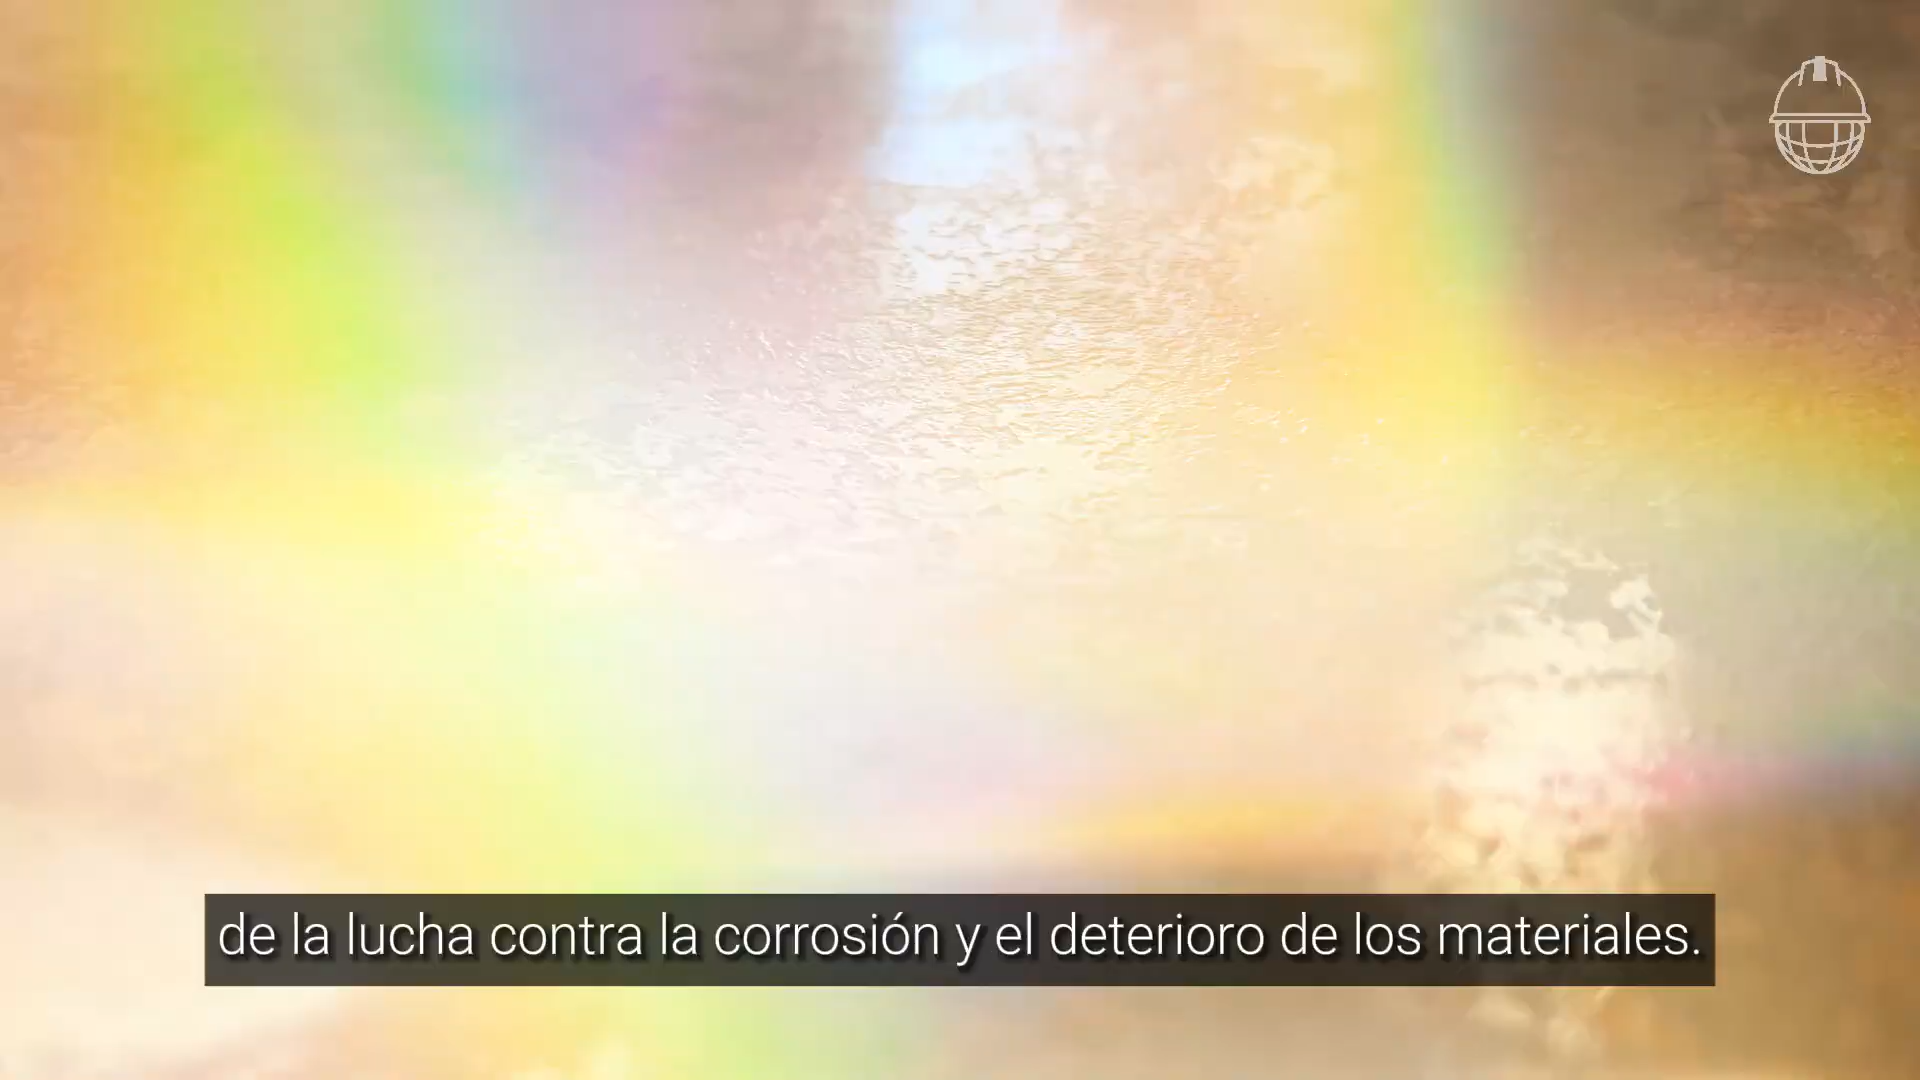 de la lucha contra la corrosión y el deterioro de los materiales.